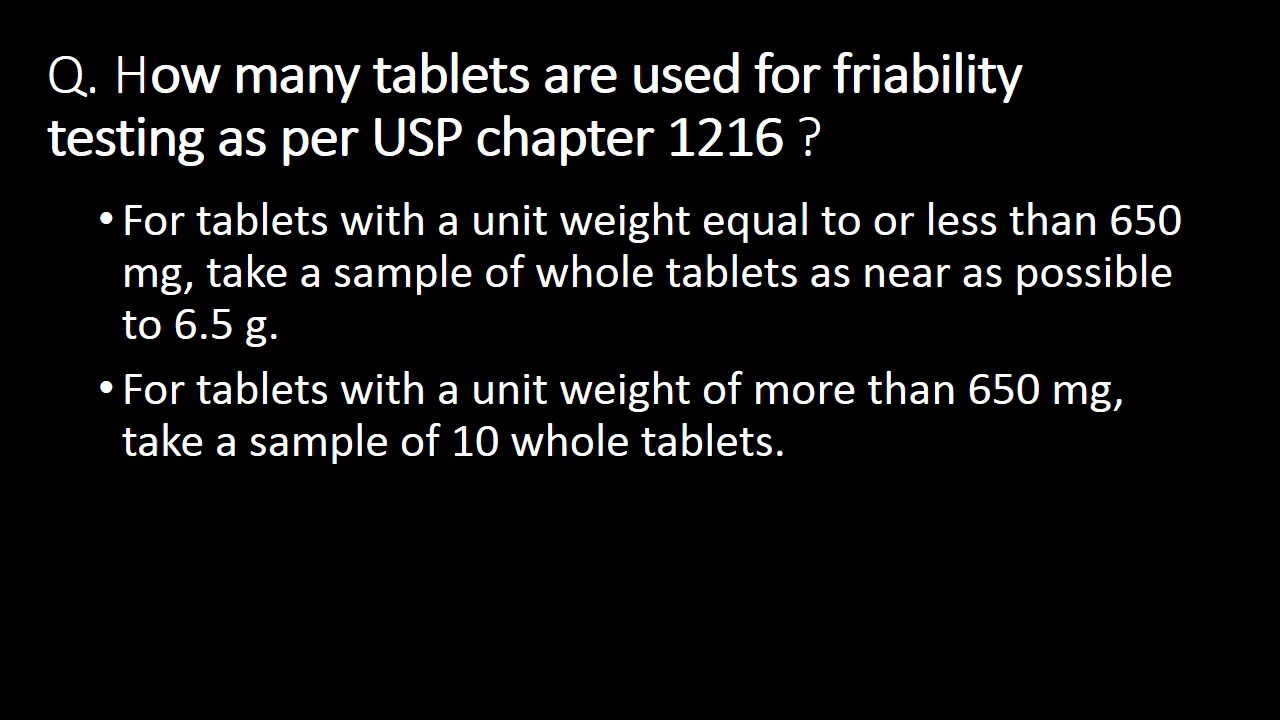 Q. How many tablets are used for friability
testing as per USP chapter 1216 ?
• For tablets with a unit weight equal to or less than 650
mg, take a sample of whole tablets as near as possible
to 6.5 g.
• For tablets with a unit weight of more than 650 mg,
take a sample of 10 whole tablets.